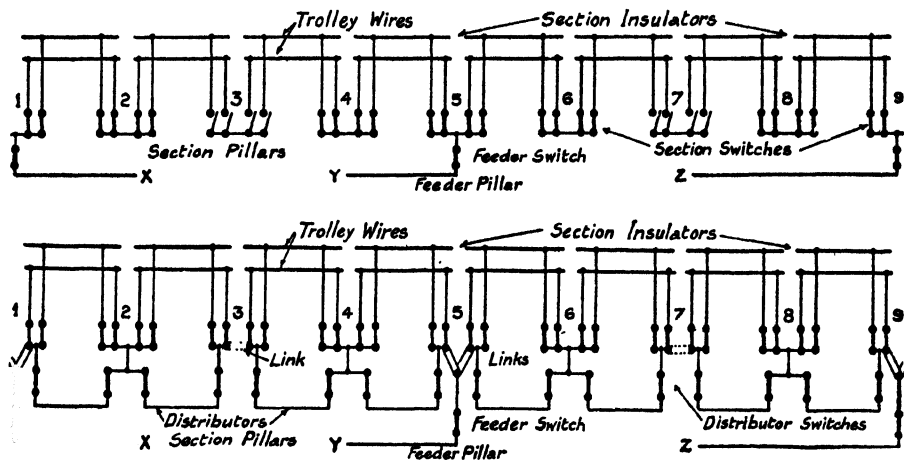 Trolley Wires
Section Insulators
1 2 3 4 5 6 7 8 9
Section Pillars
Feeder Switch
Section Switches
X Y Z
Feeder Pillar
Trolley Wires
Section Insulators
1 2 3 4 5 6 7 8 9
Link
Links
Distributors
Feeder Switch
Distributor Switches
X
Section Pillars
Y
Z
Feeder Pillar